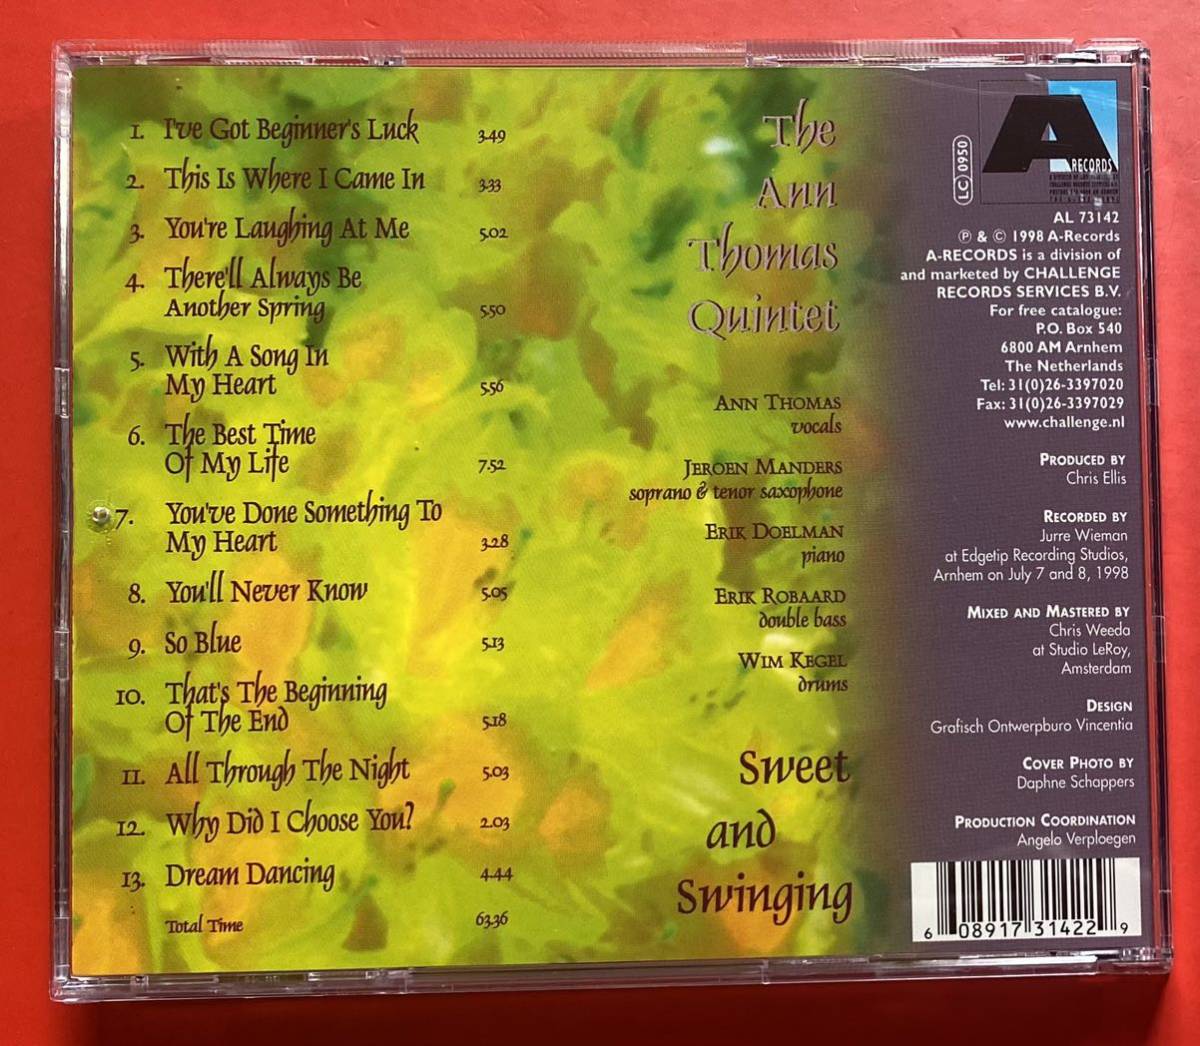 1. I've Got Beginner's Luck 3.49
2. This Is Where I Came In 3.33
3. You're Laughing At Me 5.02
4. There'll Always Be
Another Spring 5.50
5. With A Song In
My Heart 5.56
6. The Best Time
Of My Life 7.52
7. You've Done Something To
My Heart 3.28
8. You'll Never Know 5.05
9. So Blue 5.13
10. That's The Beginning
Of The End 5.18
11. All Through The Night 5.03
12. Why Did I Choose You? 2.03
13. Dream Dancing 4.44
Total Time 63.36
The
Ann
Thomas
Quintet
Ann Thomas
vocals
Jeroen Manders
soprano & tenor saxophone
Erik Doelman
piano
Erik Robaard
double bass
Wim Kegel
drums
Sweet
and
Swinging
LC 0950
A
RECORDS
AL 73142
℗ & © 1998 A-Records
A-RECORDS is a division of
and marketed by CHALLENGE
RECORDS SERVICES B.V.
For free catalogue:
P.O. Box 540
6800 AM Arnhem
The Netherlands
Tel: 31(0)26-3397020
Fax: 31(0)26-3397029
www.challenge.nl
Produced by
Chris Ellis
Recorded by
Jurre Wieman
at Edgetip Recording Studios,
Arnhem on July 7 and 8, 1998
Mixed and Mastered by
Chris Weeda
at Studio LeRoy,
Amsterdam
Design
Grafisch Ontwerpburo Vincentia
Cover Photo by
Daphne Schappers
Production Coordination
Angelo Verploegen
6 08917 31422 9